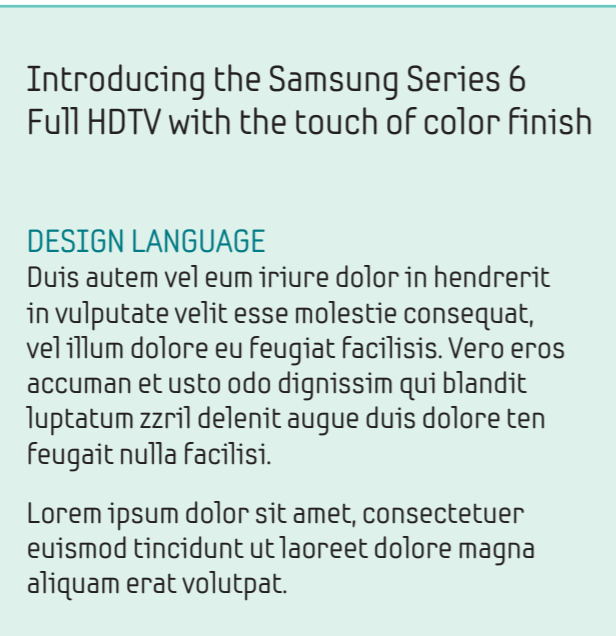 Introducing the Samsung Series 6
Full HDTV with the touch of color finish
DESIGN LANGUAGE
Duis autem vel eum iriure dolor in hendrerit
in vulputate velit esse molestie consequat,
vel illum dolore eu feugiat facilisis. Vero eros
accuman et usto odo dignissim qui blandit
luptatum zzril delenit augue duis dolore ten
feugait nulla facilisi.
Lorem ipsum dolor sit amet, consectetuer
euismod tincidunt ut laoreet dolore magna
aliquam erat volutpat.